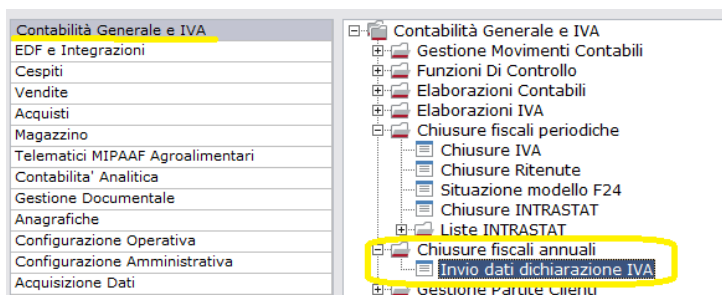 Contabilità Generale e IVA
EDF e Integrazioni
Cespiti
Vendite
Acquisti
Magazzino
Telematici MIPAAF Agroalimentari
Contabilita' Analitica
Gestione Documentale
Anagrafiche
Configurazione Operativa
Configurazione Amministrativa
Acquisizione Dati
Contabilità Generale e IVA
Gestione Movimenti Contabili
Funzioni Di Controllo
Elaborazioni Contabili
Elaborazioni IVA
Chiusure fiscali periodiche
Chiusure IVA
Chiusure Ritenute
Situazione modello F24
Chiusure INTRASTAT
Liste INTRASTAT
Chiusure fiscali annuali
Invio dati dichiarazione IVA
Gestione Partite Clienti